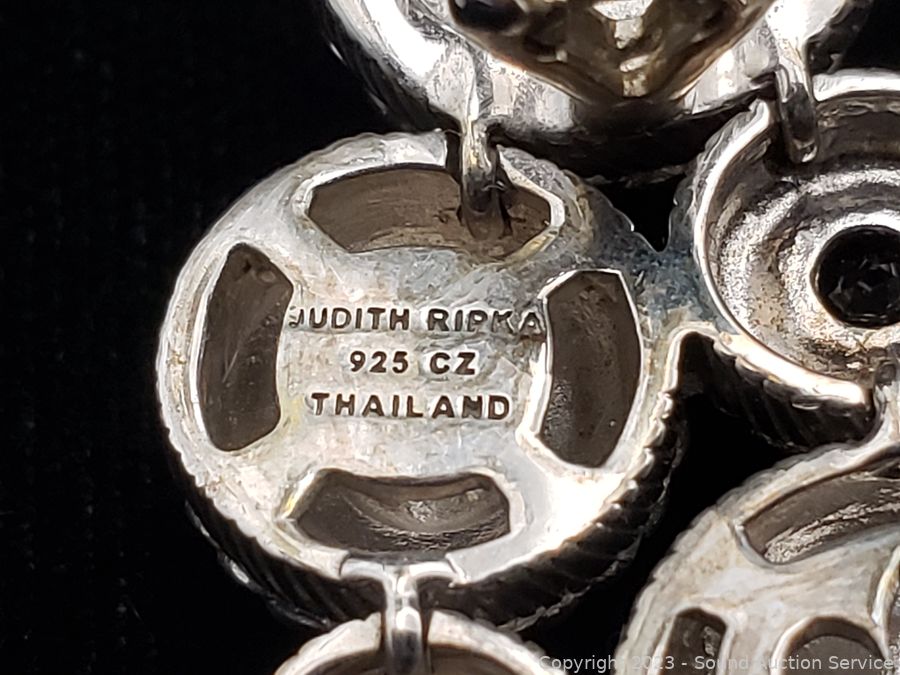 JUDITH RIPKA
925 CZ
THAILAND
Copyright 2023 - Sound Auction Service